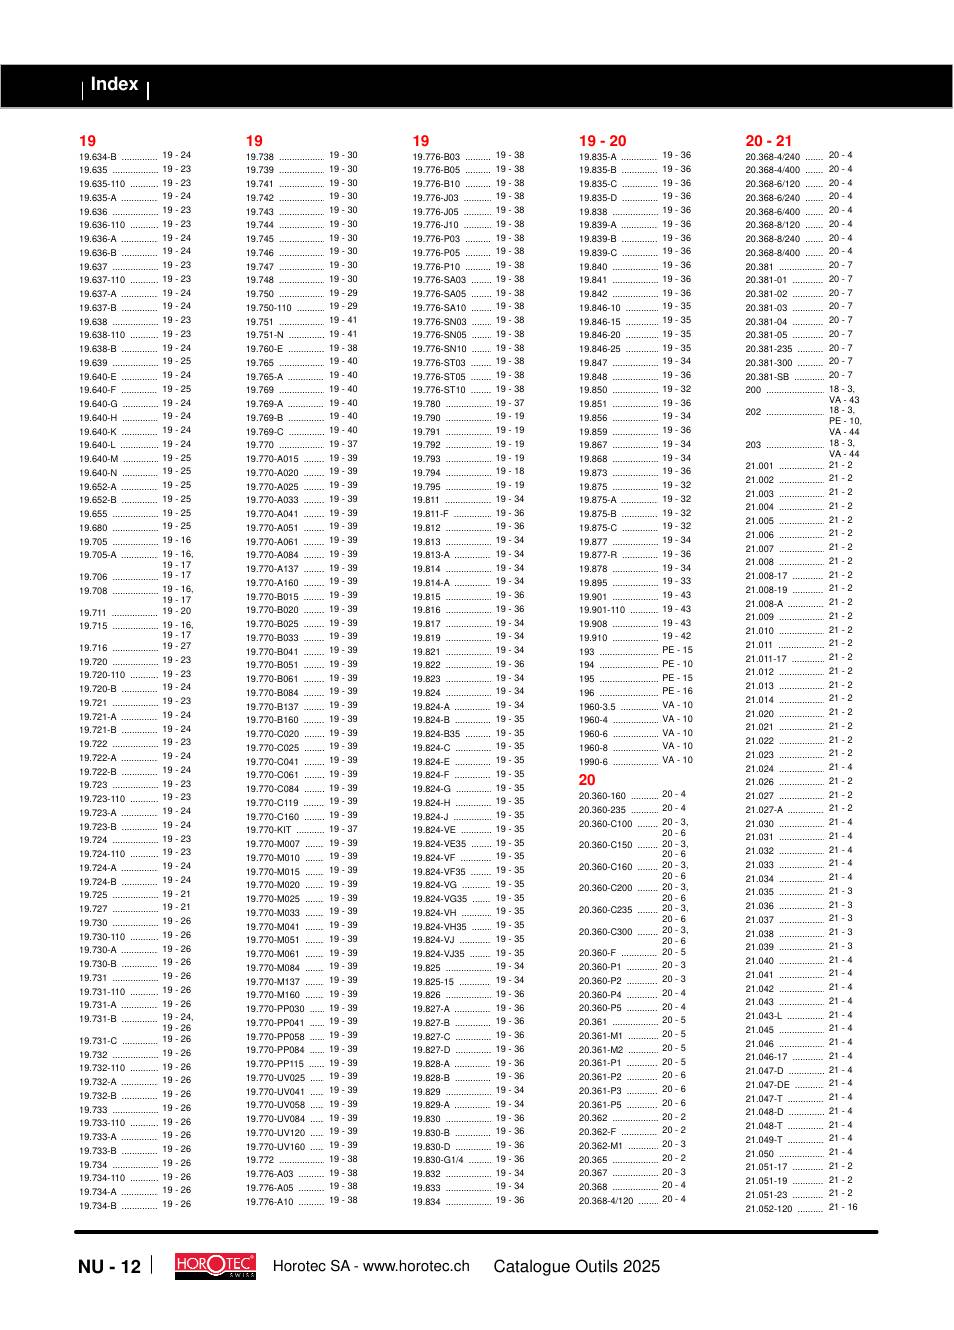 Index
19
19.634-B .............. 19 - 24
19.635 .................. 19 - 23
19.635-110 ........... 19 - 23
19.635-A .............. 19 - 24
19.636 .................. 19 - 23
19.636-110 ........... 19 - 23
19.636-A .............. 19 - 24
19.636-B .............. 19 - 24
19.637 .................. 19 - 23
19.637-110 ........... 19 - 23
19.637-A .............. 19 - 24
19.637-B .............. 19 - 24
19.638 .................. 19 - 23
19.638-110 ........... 19 - 23
19.638-B .............. 19 - 24
19.639 .................. 19 - 25
19.640-E .............. 19 - 24
19.640-F .............. 19 - 25
19.640-G .............. 19 - 24
19.640-H .............. 19 - 24
19.640-K .............. 19 - 24
19.640-L .............. 19 - 24
19.640-M .............. 19 - 25
19.640-N .............. 19 - 25
19.652-A .............. 19 - 25
19.652-B .............. 19 - 25
19.655 .................. 19 - 25
19.680 .................. 19 - 25
19.705 .................. 19 - 16
19.705-A .............. 19 - 16,
19 - 17
19.706 .................. 19 - 17
19.708 .................. 19 - 16,
19 - 17
19.711 .................. 19 - 20
19.715 .................. 19 - 16,
19 - 17
19.716 .................. 19 - 27
19.720 .................. 19 - 23
19.720-110 ........... 19 - 23
19.720-B .............. 19 - 24
19.721 .................. 19 - 23
19.721-A .............. 19 - 24
19.721-B .............. 19 - 24
19.722 .................. 19 - 23
19.722-A .............. 19 - 24
19.722-B .............. 19 - 24
19.723 .................. 19 - 23
19.723-110 ........... 19 - 23
19.723-A .............. 19 - 24
19.723-B .............. 19 - 24
19.724 .................. 19 - 23
19.724-110 ........... 19 - 23
19.724-A .............. 19 - 24
19.724-B .............. 19 - 24
19.725 .................. 19 - 21
19.727 .................. 19 - 21
19.730 .................. 19 - 26
19.730-110 ........... 19 - 26
19.730-A .............. 19 - 26
19.730-B .............. 19 - 26
19.731 .................. 19 - 26
19.731-110 ........... 19 - 26
19.731-A .............. 19 - 26
19.731-B .............. 19 - 24,
19 - 26
19.731-C .............. 19 - 26
19.732 .................. 19 - 26
19.732-110 ........... 19 - 26
19.732-A .............. 19 - 26
19.732-B .............. 19 - 26
19.733 .................. 19 - 26
19.733-110 ........... 19 - 26
19.733-A .............. 19 - 26
19.733-B .............. 19 - 26
19.734 .................. 19 - 26
19.734-110 ........... 19 - 26
19.734-A .............. 19 - 26
19.734-B .............. 19 - 26
19
19.738 .................. 19 - 30
19.739 .................. 19 - 30
19.741 .................. 19 - 30
19.742 .................. 19 - 30
19.743 .................. 19 - 30
19.744 .................. 19 - 30
19.745 .................. 19 - 30
19.746 .................. 19 - 30
19.747 .................. 19 - 30
19.748 .................. 19 - 30
19.750 .................. 19 - 29
19.750-110 ........... 19 - 29
19.751 .................. 19 - 41
19.751-N .............. 19 - 41
19.760-E .............. 19 - 38
19.765 .................. 19 - 40
19.765-A .............. 19 - 40
19.769 .................. 19 - 40
19.769-A .............. 19 - 40
19.769-B .............. 19 - 40
19.769-C .............. 19 - 40
19.770 .................. 19 - 37
19.770-A015 ....... 19 - 39
19.770-A020 ....... 19 - 39
19.770-A025 ....... 19 - 39
19.770-A033 ....... 19 - 39
19.770-A041 ....... 19 - 39
19.770-A051 ....... 19 - 39
19.770-A061 ....... 19 - 39
19.770-A084 ....... 19 - 39
19.770-A137 ....... 19 - 39
19.770-A160 ....... 19 - 39
19.770-B015 ....... 19 - 39
19.770-B020 ....... 19 - 39
19.770-B025 ....... 19 - 39
19.770-B033 ....... 19 - 39
19.770-B041 ....... 19 - 39
19.770-B051 ....... 19 - 39
19.770-B061 ....... 19 - 39
19.770-B084 ....... 19 - 39
19.770-B137 ....... 19 - 39
19.770-B160 ....... 19 - 39
19.770-C020 ....... 19 - 39
19.770-C025 ....... 19 - 39
19.770-C041 ....... 19 - 39
19.770-C061 ....... 19 - 39
19.770-C084 ....... 19 - 39
19.770-C119 ....... 19 - 39
19.770-C160 ....... 19 - 39
19.770-KIT .......... 19 - 37
19.770-M007 ....... 19 - 39
19.770-M010 ....... 19 - 39
19.770-M015 ....... 19 - 39
19.770-M020 ....... 19 - 39
19.770-M025 ....... 19 - 39
19.770-M033 ....... 19 - 39
19.770-M041 ....... 19 - 39
19.770-M051 ....... 19 - 39
19.770-M061 ....... 19 - 39
19.770-M084 ....... 19 - 39
19.770-M137 ....... 19 - 39
19.770-M160 ....... 19 - 39
19.770-PP030 ...... 19 - 39
19.770-PP041 ...... 19 - 39
19.770-PP058 ...... 19 - 39
19.770-PP084 ...... 19 - 39
19.770-PP115 ...... 19 - 39
19.770-UV025 ..... 19 - 39
19.770-UV041 ..... 19 - 39
19.770-UV058 ..... 19 - 39
19.770-UV084 ..... 19 - 39
19.770-UV120 ..... 19 - 39
19.770-UV160 ..... 19 - 39
19.772 .................. 19 - 38
19.776-A03 .......... 19 - 38
19.776-A05 .......... 19 - 38
19.776-A10 .......... 19 - 38
19
19.776-B03 .......... 19 - 38
19.776-B05 .......... 19 - 38
19.776-B10 .......... 19 - 38
19.776-J03 .......... 19 - 38
19.776-J05 .......... 19 - 38
19.776-J10 .......... 19 - 38
19.776-P03 .......... 19 - 38
19.776-P05 .......... 19 - 38
19.776-P10 .......... 19 - 38
19.776-SA03 ........ 19 - 38
19.776-SA05 ........ 19 - 38
19.776-SA10 ........ 19 - 38
19.776-SN03 ........ 19 - 38
19.776-SN05 ........ 19 - 38
19.776-SN10 ........ 19 - 38
19.776-ST03 ........ 19 - 38
19.776-ST05 ........ 19 - 38
19.776-ST10 ........ 19 - 38
19.780 .................. 19 - 37
19.790 .................. 19 - 19
19.791 .................. 19 - 19
19.792 .................. 19 - 19
19.793 .................. 19 - 19
19.794 .................. 19 - 18
19.795 .................. 19 - 19
19.811 .................. 19 - 34
19.811-F .............. 19 - 36
19.812 .................. 19 - 36
19.813 .................. 19 - 34
19.813-A .............. 19 - 34
19.814 .................. 19 - 34
19.814-A .............. 19 - 34
19.815 .................. 19 - 36
19.816 .................. 19 - 36
19.817 .................. 19 - 34
19.819 .................. 19 - 34
19.821 .................. 19 - 34
19.822 .................. 19 - 36
19.823 .................. 19 - 34
19.824 .................. 19 - 34
19.824-A .............. 19 - 34
19.824-B .............. 19 - 35
19.824-B35 .......... 19 - 35
19.824-C .............. 19 - 35
19.824-E .............. 19 - 35
19.824-F .............. 19 - 35
19.824-G .............. 19 - 35
19.824-H .............. 19 - 35
19.824-J .............. 19 - 35
19.824-VE ............ 19 - 35
19.824-VE35 ........ 19 - 35
19.824-VF ............ 19 - 35
19.824-VF35 ........ 19 - 35
19.824-VG ............ 19 - 35
19.824-VG35 ........ 19 - 35
19.824-VH ............ 19 - 35
19.824-VH35 ........ 19 - 35
19.824-VJ ............ 19 - 35
19.824-VJ35 ........ 19 - 35
19.825 .................. 19 - 34
19.825-15 ............ 19 - 34
19.826 .................. 19 - 36
19.827-A .............. 19 - 36
19.827-B .............. 19 - 36
19.827-C .............. 19 - 36
19.827-D .............. 19 - 36
19.828-A .............. 19 - 36
19.828-B .............. 19 - 36
19.829 .................. 19 - 34
19.829-A .............. 19 - 34
19.830 .................. 19 - 36
19.830-B .............. 19 - 36
19.830-D .............. 19 - 36
19.830-G1/4 ......... 19 - 36
19.832 .................. 19 - 34
19.833 .................. 19 - 34
19.834 .................. 19 - 36
19 - 20
19.835-A .............. 19 - 36
19.835-B .............. 19 - 36
19.835-C .............. 19 - 36
19.835-D .............. 19 - 36
19.838 .................. 19 - 36
19.839-A .............. 19 - 36
19.839-B .............. 19 - 36
19.839-C .............. 19 - 36
19.840 .................. 19 - 36
19.841 .................. 19 - 36
19.842 .................. 19 - 36
19.846-10 ............ 19 - 35
19.846-15 ............ 19 - 35
19.846-20 ............ 19 - 35
19.846-25 ............ 19 - 35
19.847 .................. 19 - 34
19.848 .................. 19 - 36
19.850 .................. 19 - 32
19.851 .................. 19 - 36
19.856 .................. 19 - 34
19.859 .................. 19 - 36
19.867 .................. 19 - 34
19.868 .................. 19 - 34
19.873 .................. 19 - 36
19.875 .................. 19 - 32
19.875-A .............. 19 - 32
19.875-B .............. 19 - 32
19.875-C .............. 19 - 32
19.877 .................. 19 - 34
19.877-R .............. 19 - 36
19.878 .................. 19 - 34
19.895 .................. 19 - 33
19.901 .................. 19 - 43
19.901-110 ........... 19 - 43
19.908 .................. 19 - 43
19.910 .................. 19 - 42
193 ....................... PE - 15
194 ....................... PE - 10
195 ....................... PE - 15
196 ....................... PE - 16
1960-3.5 .............. VA - 10
1960-4 ................. VA - 10
1960-6 ................. VA - 10
1960-8 ................. VA - 10
1990-6 ................. VA - 10
20
20.360-160 ........... 20 - 4
20.360-235 ........... 20 - 4
20.360-C100 ........ 20 - 3,
20 - 6
20.360-C150 ........ 20 - 3,
20 - 6
20.360-C160 ........ 20 - 3,
20 - 6
20.360-C200 ........ 20 - 3,
20 - 6
20.360-C235 ........ 20 - 3,
20 - 6
20.360-C300 ........ 20 - 3,
20 - 6
20.360-F .............. 20 - 5
20.360-P1 ............ 20 - 3
20.360-P2 ............ 20 - 3
20.360-P4 ............ 20 - 4
20.360-P5 ............ 20 - 4
20.361 .................. 20 - 5
20.361-M1 ............ 20 - 5
20.361-M2 ............ 20 - 5
20.361-P1 ............ 20 - 5
20.361-P2 ............ 20 - 6
20.361-P3 ............ 20 - 6
20.361-P5 ............ 20 - 6
20.362 .................. 20 - 2
20.362-F .............. 20 - 2
20.362-M1 ............ 20 - 3
20.365 .................. 20 - 2
20.367 .................. 20 - 3
20.368 .................. 20 - 4
20.368-4/120 ....... 20 - 4
20 - 21
20.368-4/240 ....... 20 - 4
20.368-4/400 ....... 20 - 4
20.368-6/120 ....... 20 - 4
20.368-6/240 ....... 20 - 4
20.368-6/400 ....... 20 - 4
20.368-8/120 ....... 20 - 4
20.368-8/240 ....... 20 - 4
20.368-8/400 ....... 20 - 4
20.381 .................. 20 - 7
20.381-01 ............ 20 - 7
20.381-02 ............ 20 - 7
20.381-03 ............ 20 - 7
20.381-04 ............ 20 - 7
20.381-05 ............ 20 - 7
20.381-235 ........... 20 - 7
20.381-300 ........... 20 - 7
20.381-SB ............ 20 - 7
200 ....................... 18 - 3,
VA - 43
202 ....................... 18 - 3,
PE - 10,
VA - 44
203 ....................... 18 - 3,
VA - 44
21.001 .................. 21 - 2
21.002 .................. 21 - 2
21.003 .................. 21 - 2
21.004 .................. 21 - 2
21.005 .................. 21 - 2
21.006 .................. 21 - 2
21.007 .................. 21 - 2
21.008 .................. 21 - 2
21.008-17 ............ 21 - 2
21.008-19 ............ 21 - 2
21.008-A .............. 21 - 2
21.009 .................. 21 - 2
21.010 .................. 21 - 2
21.011 .................. 21 - 2
21.011-17 ............ 21 - 2
21.012 .................. 21 - 2
21.013 .................. 21 - 2
21.014 .................. 21 - 2
21.020 .................. 21 - 2
21.021 .................. 21 - 2
21.022 .................. 21 - 2
21.023 .................. 21 - 2
21.024 .................. 21 - 4
21.026 .................. 21 - 2
21.027 .................. 21 - 2
21.027-A .............. 21 - 2
21.030 .................. 21 - 4
21.031 .................. 21 - 4
21.032 .................. 21 - 4
21.033 .................. 21 - 4
21.034 .................. 21 - 4
21.035 .................. 21 - 3
21.036 .................. 21 - 3
21.037 .................. 21 - 3
21.038 .................. 21 - 3
21.039 .................. 21 - 3
21.040 .................. 21 - 4
21.041 .................. 21 - 4
21.042 .................. 21 - 4
21.043 .................. 21 - 4
21.043-L .............. 21 - 4
21.045 .................. 21 - 4
21.046 .................. 21 - 4
21.046-17 ............ 21 - 4
21.047-D .............. 21 - 4
21.047-DE ............ 21 - 4
21.047-T .............. 21 - 4
21.048-D .............. 21 - 4
21.048-T .............. 21 - 4
21.049-T .............. 21 - 4
21.050 .................. 21 - 4
21.051-17 ............ 21 - 2
21.051-19 ............ 21 - 2
21.051-23 ............ 21 - 2
21.052-120 ........... 21 - 16
NU - 12
HOROTEC
SWISS
Horotec SA - www.horotec.ch
Catalogue Outils 2025